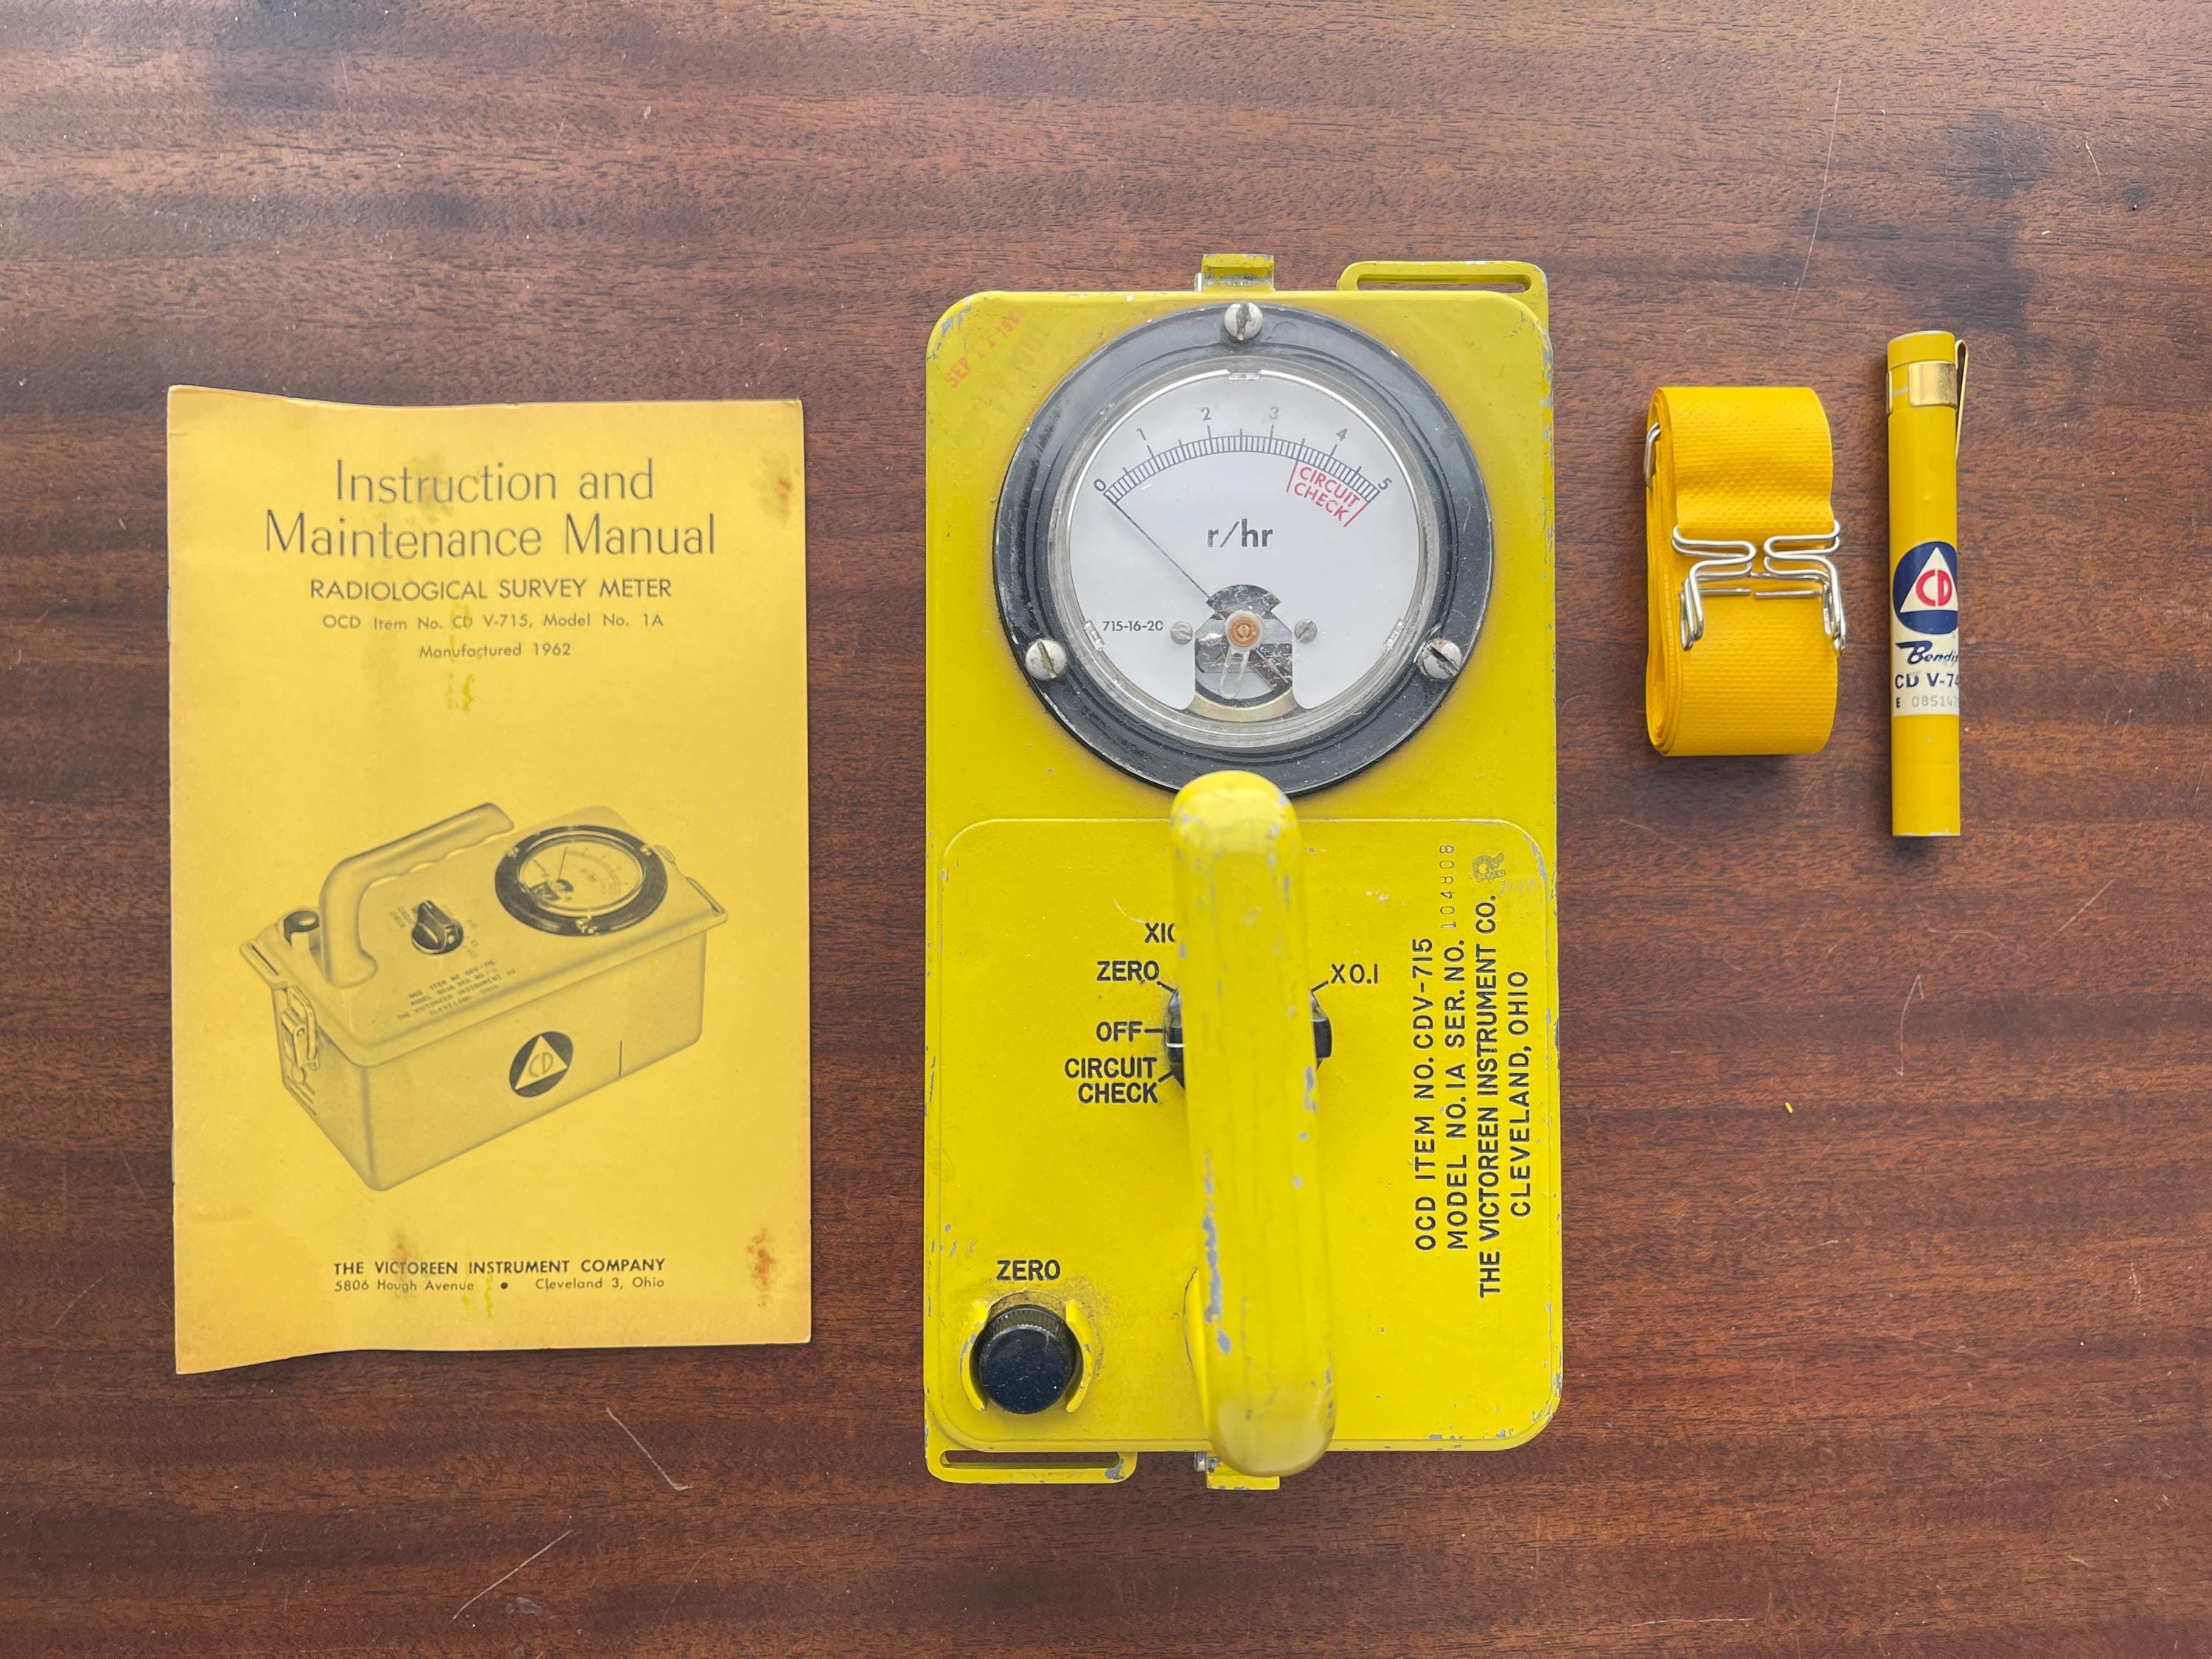 Instruction and
Maintenance Manual
RADIOLOGICAL SURVEY METER
OCD Item No. CD V-715, Model No. 1A
Manufactured 1962
CD
THE VICTOREEN INSTRUMENT COMPANY
5806 Hough Avenue • Cleveland 3, Ohio
SEP 11
0 1 2 3 4 5
CIRCUIT
CHECK
r/hr
715-16-20
ZERO
X0.1
OFF
CIRCUIT
CHECK
ZERO
OCD ITEM NO. CDV-715
MODEL NO. 1A SER. NO. 104808
THE VICTOREEN INSTRUMENT CO.
CLEVELAND, OHIO
R
CD
CD
E